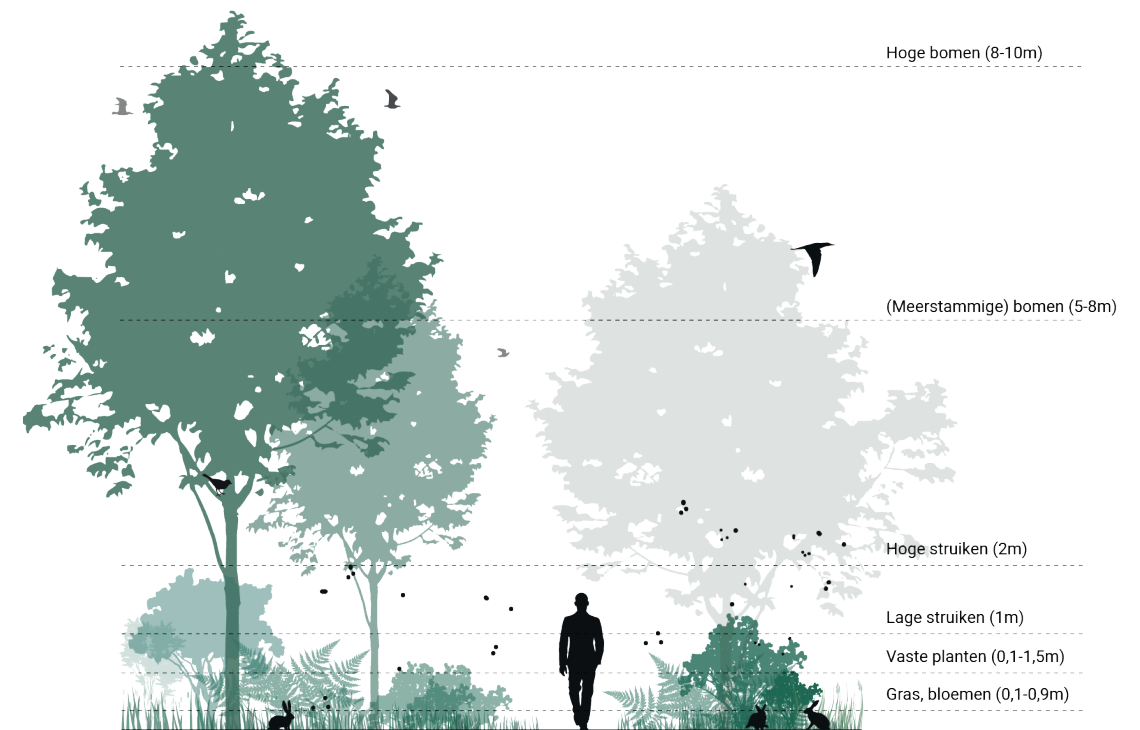 Hoge bomen (8-10m)
(Meerstammige) bomen (5-8m)
Hoge struiken (2m)
Lage struiken (1m)
Vaste planten (0,1-1,5m)
Gras, bloemen (0,1-0,9m)